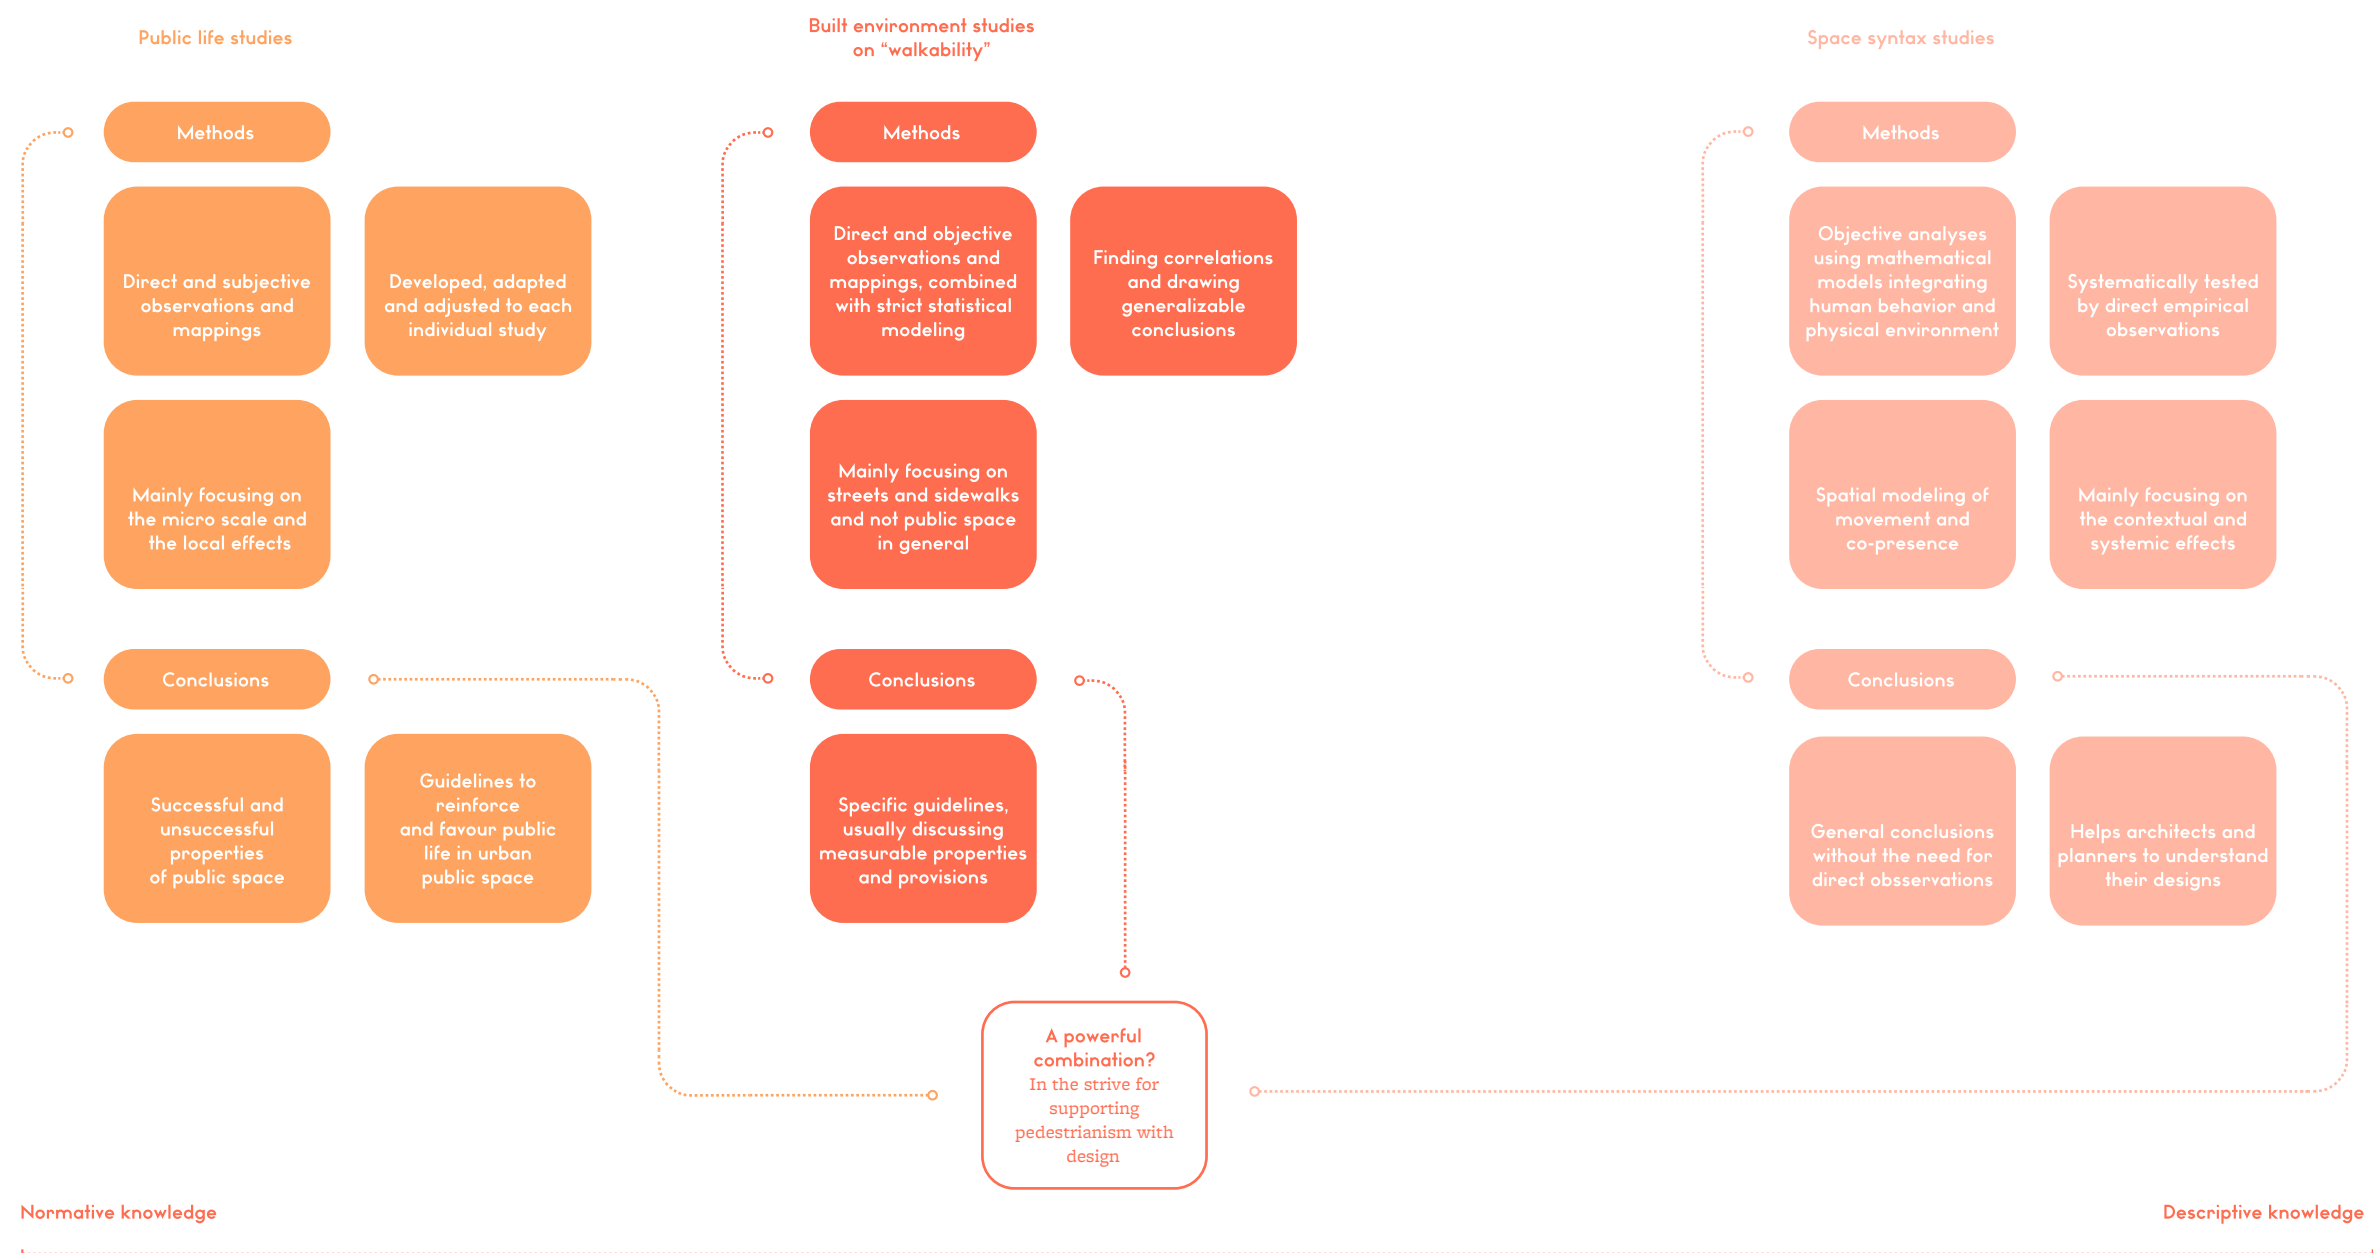 Public life studies
Methods
Direct and subjective
observations and
mappings
Developed, adapted
and adjusted to each
individual study
Mainly focusing on
the micro scale and
the local effects
Conclusions
Successful and
unsuccessful
properties
of public space
Guidelines to
reinforce
and favour public
life in urban
public space
Built environment studies
on “walkability”
Methods
Direct and objective
observations and
mappings, combined
with strict statistical
modeling
Finding correlations
and drawing
generalizable
conclusions
Mainly focusing on
streets and sidewalks
and not public space
in general
Conclusions
Specific guidelines,
usually discussing
measurable properties
and provisions
Space syntax studies
Methods
Objective analyses
using mathematical
models integrating
human behavior and
physical environment
Systematically tested
by direct empirical
observations
Spatial modeling of
movement and
co-presence
Mainly focusing on
the contextual and
systemic effects
Conclusions
General conclusions
without the need for
direct obsservations
Helps architects and
planners to understand
their designs
A powerful
combination?
In the strive for
supporting
pedestrianism with
design
Normative knowledge
Descriptive knowledge